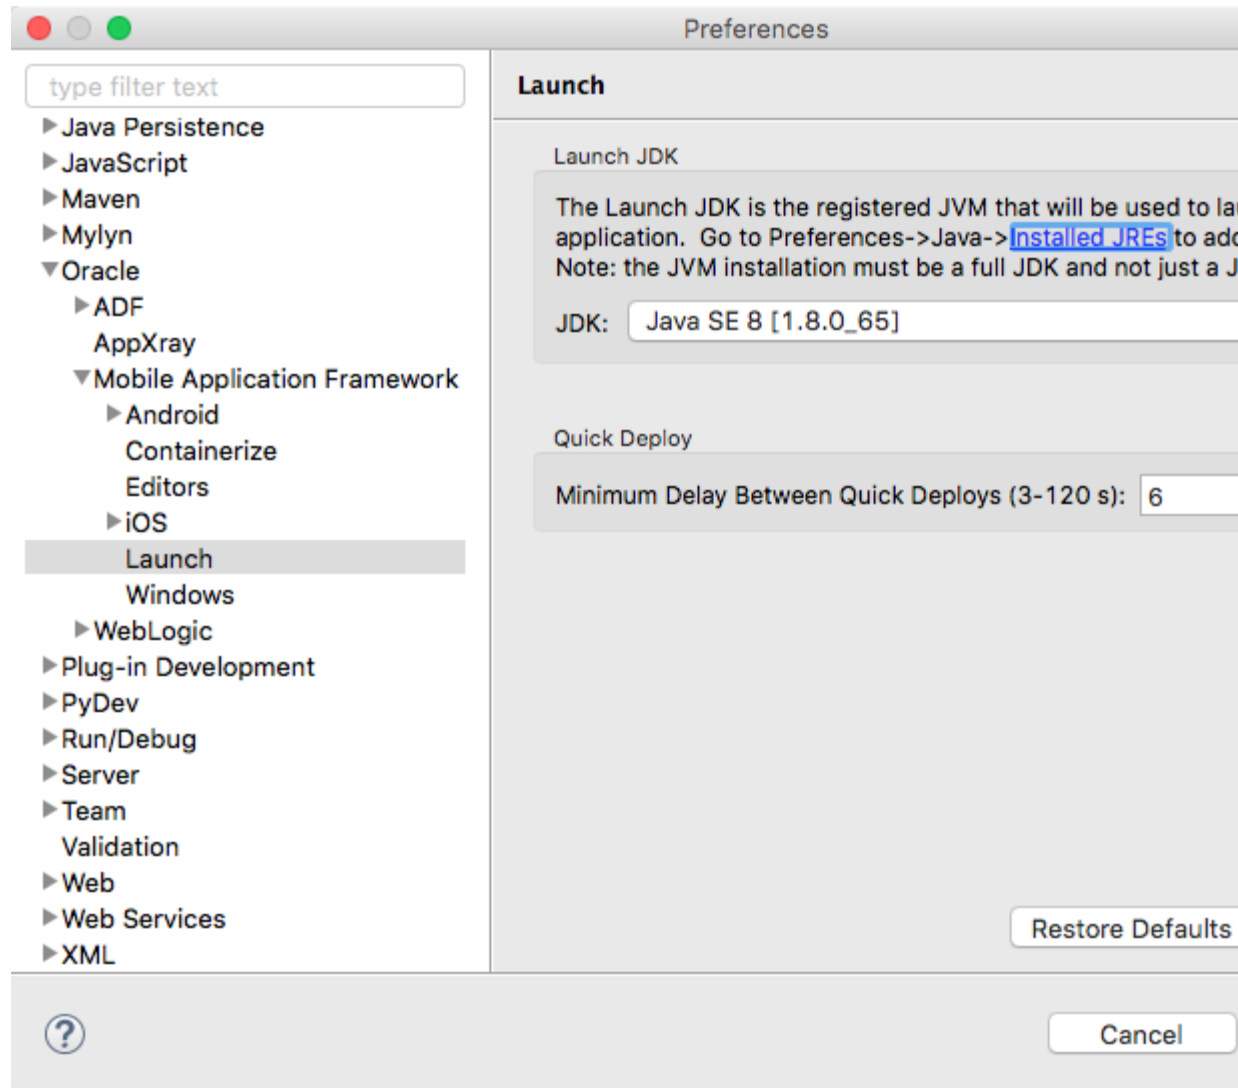 Preferences
type filter text
Java Persistence
JavaScript
Maven
Mylyn
Oracle
ADF
AppXray
Mobile Application Framework
Android
Containerize
Editors
iOS
Launch
Windows
WebLogic
Plug-in Development
PyDev
Run/Debug
Server
Team
Validation
Web
Web Services
XML
Launch
Launch JDK
The Launch JDK is the registered JVM that will be used to
application.  Go to Preferences->Java->Installed JREs to
Note: the JVM installation must be a full JDK and not just a
JDK: Java SE 8 [1.8.0_65]
Quick Deploy
Minimum Delay Between Quick Deploys (3-120 s): 6
Restore Defaults
?
Cancel